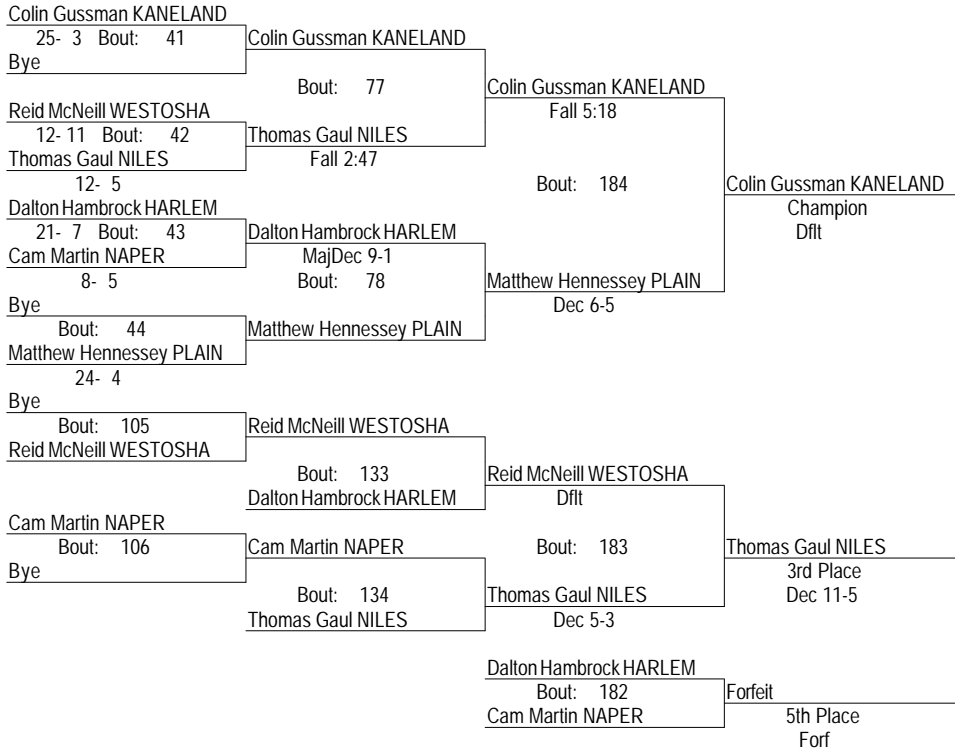 Colin Gussman KANELAND
25- 3 Bout: 41
Bye
Reid McNeill WESTOSHA
12- 11 Bout: 42
Thomas Gaul NILES
12- 5
Dalton Hambrock HARLEM
21- 7 Bout: 43
Cam Martin NAPER
8- 5
Bye
Bout: 44
Matthew Hennessey PLAIN
24- 4
Bye
Bout: 105
Reid McNeill WESTOSHA
Cam Martin NAPER
Bout: 106
Bye
Colin Gussman KANELAND
Bout: 77
Thomas Gaul NILES
Fall 2:47
Dalton Hambrock HARLEM
MajDec 9-1
Bout: 78
Matthew Hennessey PLAIN
Reid McNeill WESTOSHA
Bout: 133
Dalton Hambrock HARLEM
Cam Martin NAPER
Bout: 134
Thomas Gaul NILES
Colin Gussman KANELAND
Fall 5:18
Bout: 184
Matthew Hennessey PLAIN
Dec 6-5
Reid McNeill WESTOSHA
Dflt
Bout: 183
Thomas Gaul NILES
Dec 5-3
Dalton Hambrock HARLEM
Bout: 182
Cam Martin NAPER
Colin Gussman KANELAND
Champion
Dflt
Thomas Gaul NILES
3rd Place
Dec 11-5
Forfeit
5th Place
Forf